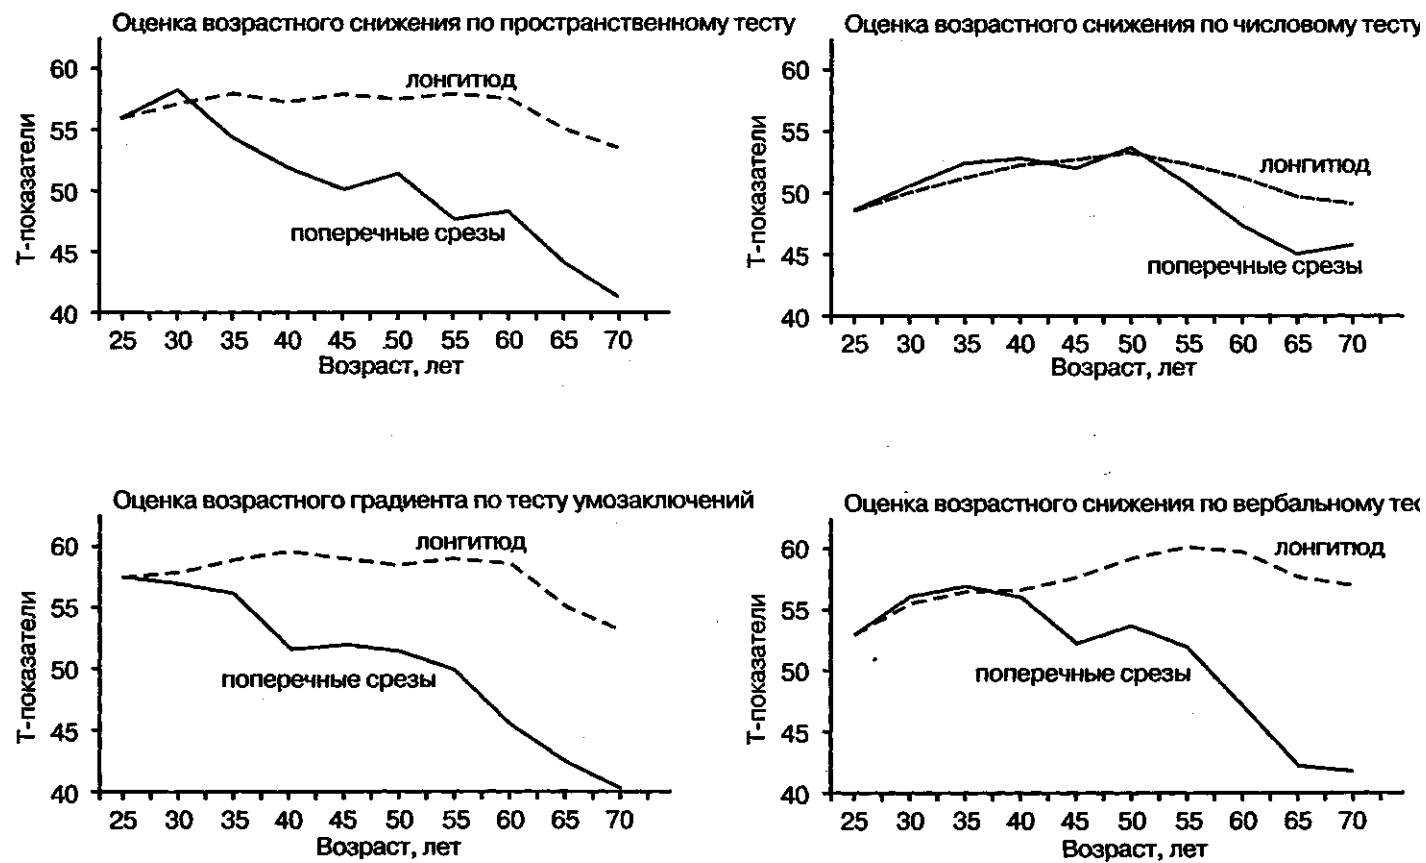 Оценка возрастного снижения по пространственному тесту
Т-показатели
60
55
50
45
40
лонгитюд
поперечные срезы
25 30 35 40 45 50 55 60 65 70
Возраст, лет
Оценка возрастного снижения по числовому тесту
Т-показатели
60
55
50
45
40
лонгитюд
поперечные срезы
25 30 35 40 45 50 55 60 65 70
Возраст, лет
Оценка возрастного градиента по тесту умозаключений
Т-показатели
60
55
50
45
40
лонгитюд
поперечные срезы
25 30 35 40 45 50 55 60 65 70
Возраст, лет
Оценка возрастного снижения по вербальному тес
Т-показатели
60
55
50
45
40
лонгитюд
поперечные срезы
25 30 35 40 45 50 55 60 65 70
Возраст, лет